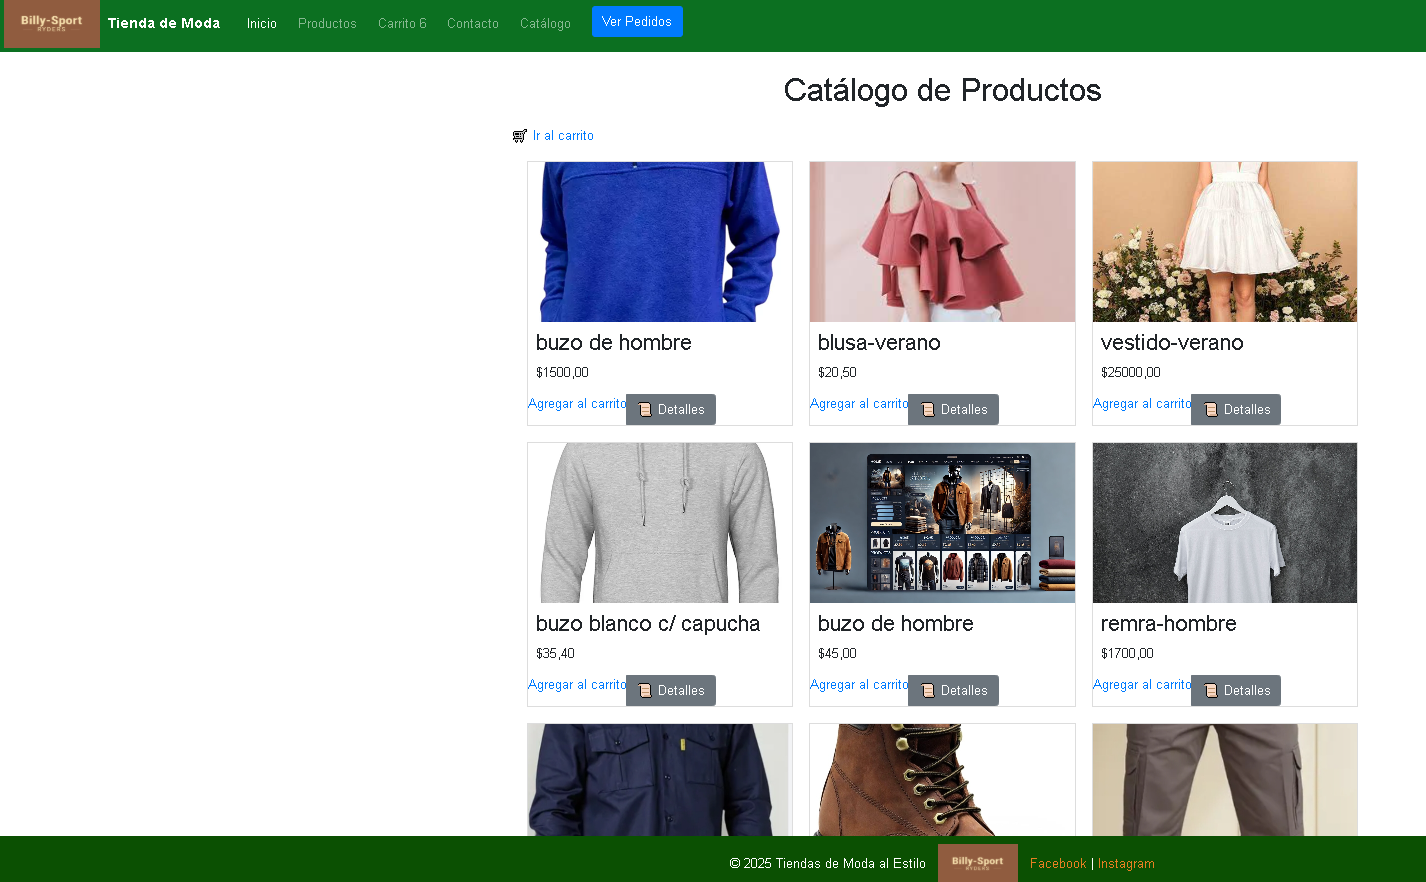 Billy-Sport
RYDERS
Tienda de Moda
Inicio
Productos
Carrito 6
Contacto
Catálogo
Ver Pedidos
Catálogo de Productos
Ir al carrito
buzo de hombre
$1500,00
Agregar al carrito
Detalles
blusa-verano
$20,50
Agregar al carrito
Detalles
vestido-verano
$25000,00
Agregar al carrito
Detalles
buzo blanco c/ capucha
$35,40
Agregar al carrito
Detalles
buzo de hombre
$45,00
Agregar al carrito
Detalles
remra-hombre
$1700,00
Agregar al carrito
Detalles
© 2025 Tiendas de Moda al Estilo
Billy-Sport
RYDERS
Facebook | Instagram